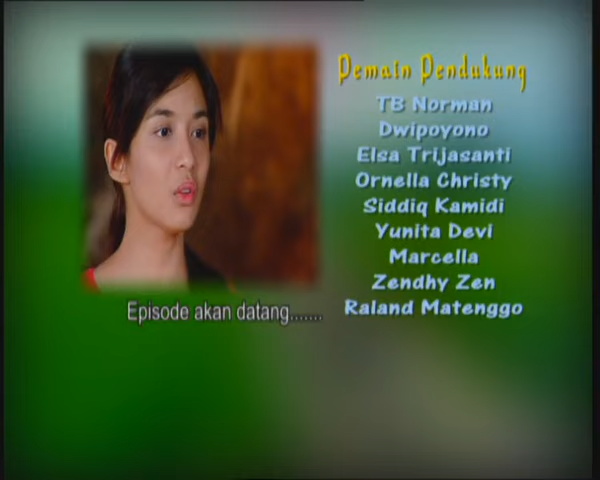 Pemain Pendukung
TB Norman
Dwipoyono
Elsa Trijasanti
Ornella Christy
Siddiq Kamidi
Yunita Devi
Marcella
Zendhy Zen
Raland Matenggo
Episode akan datang.......